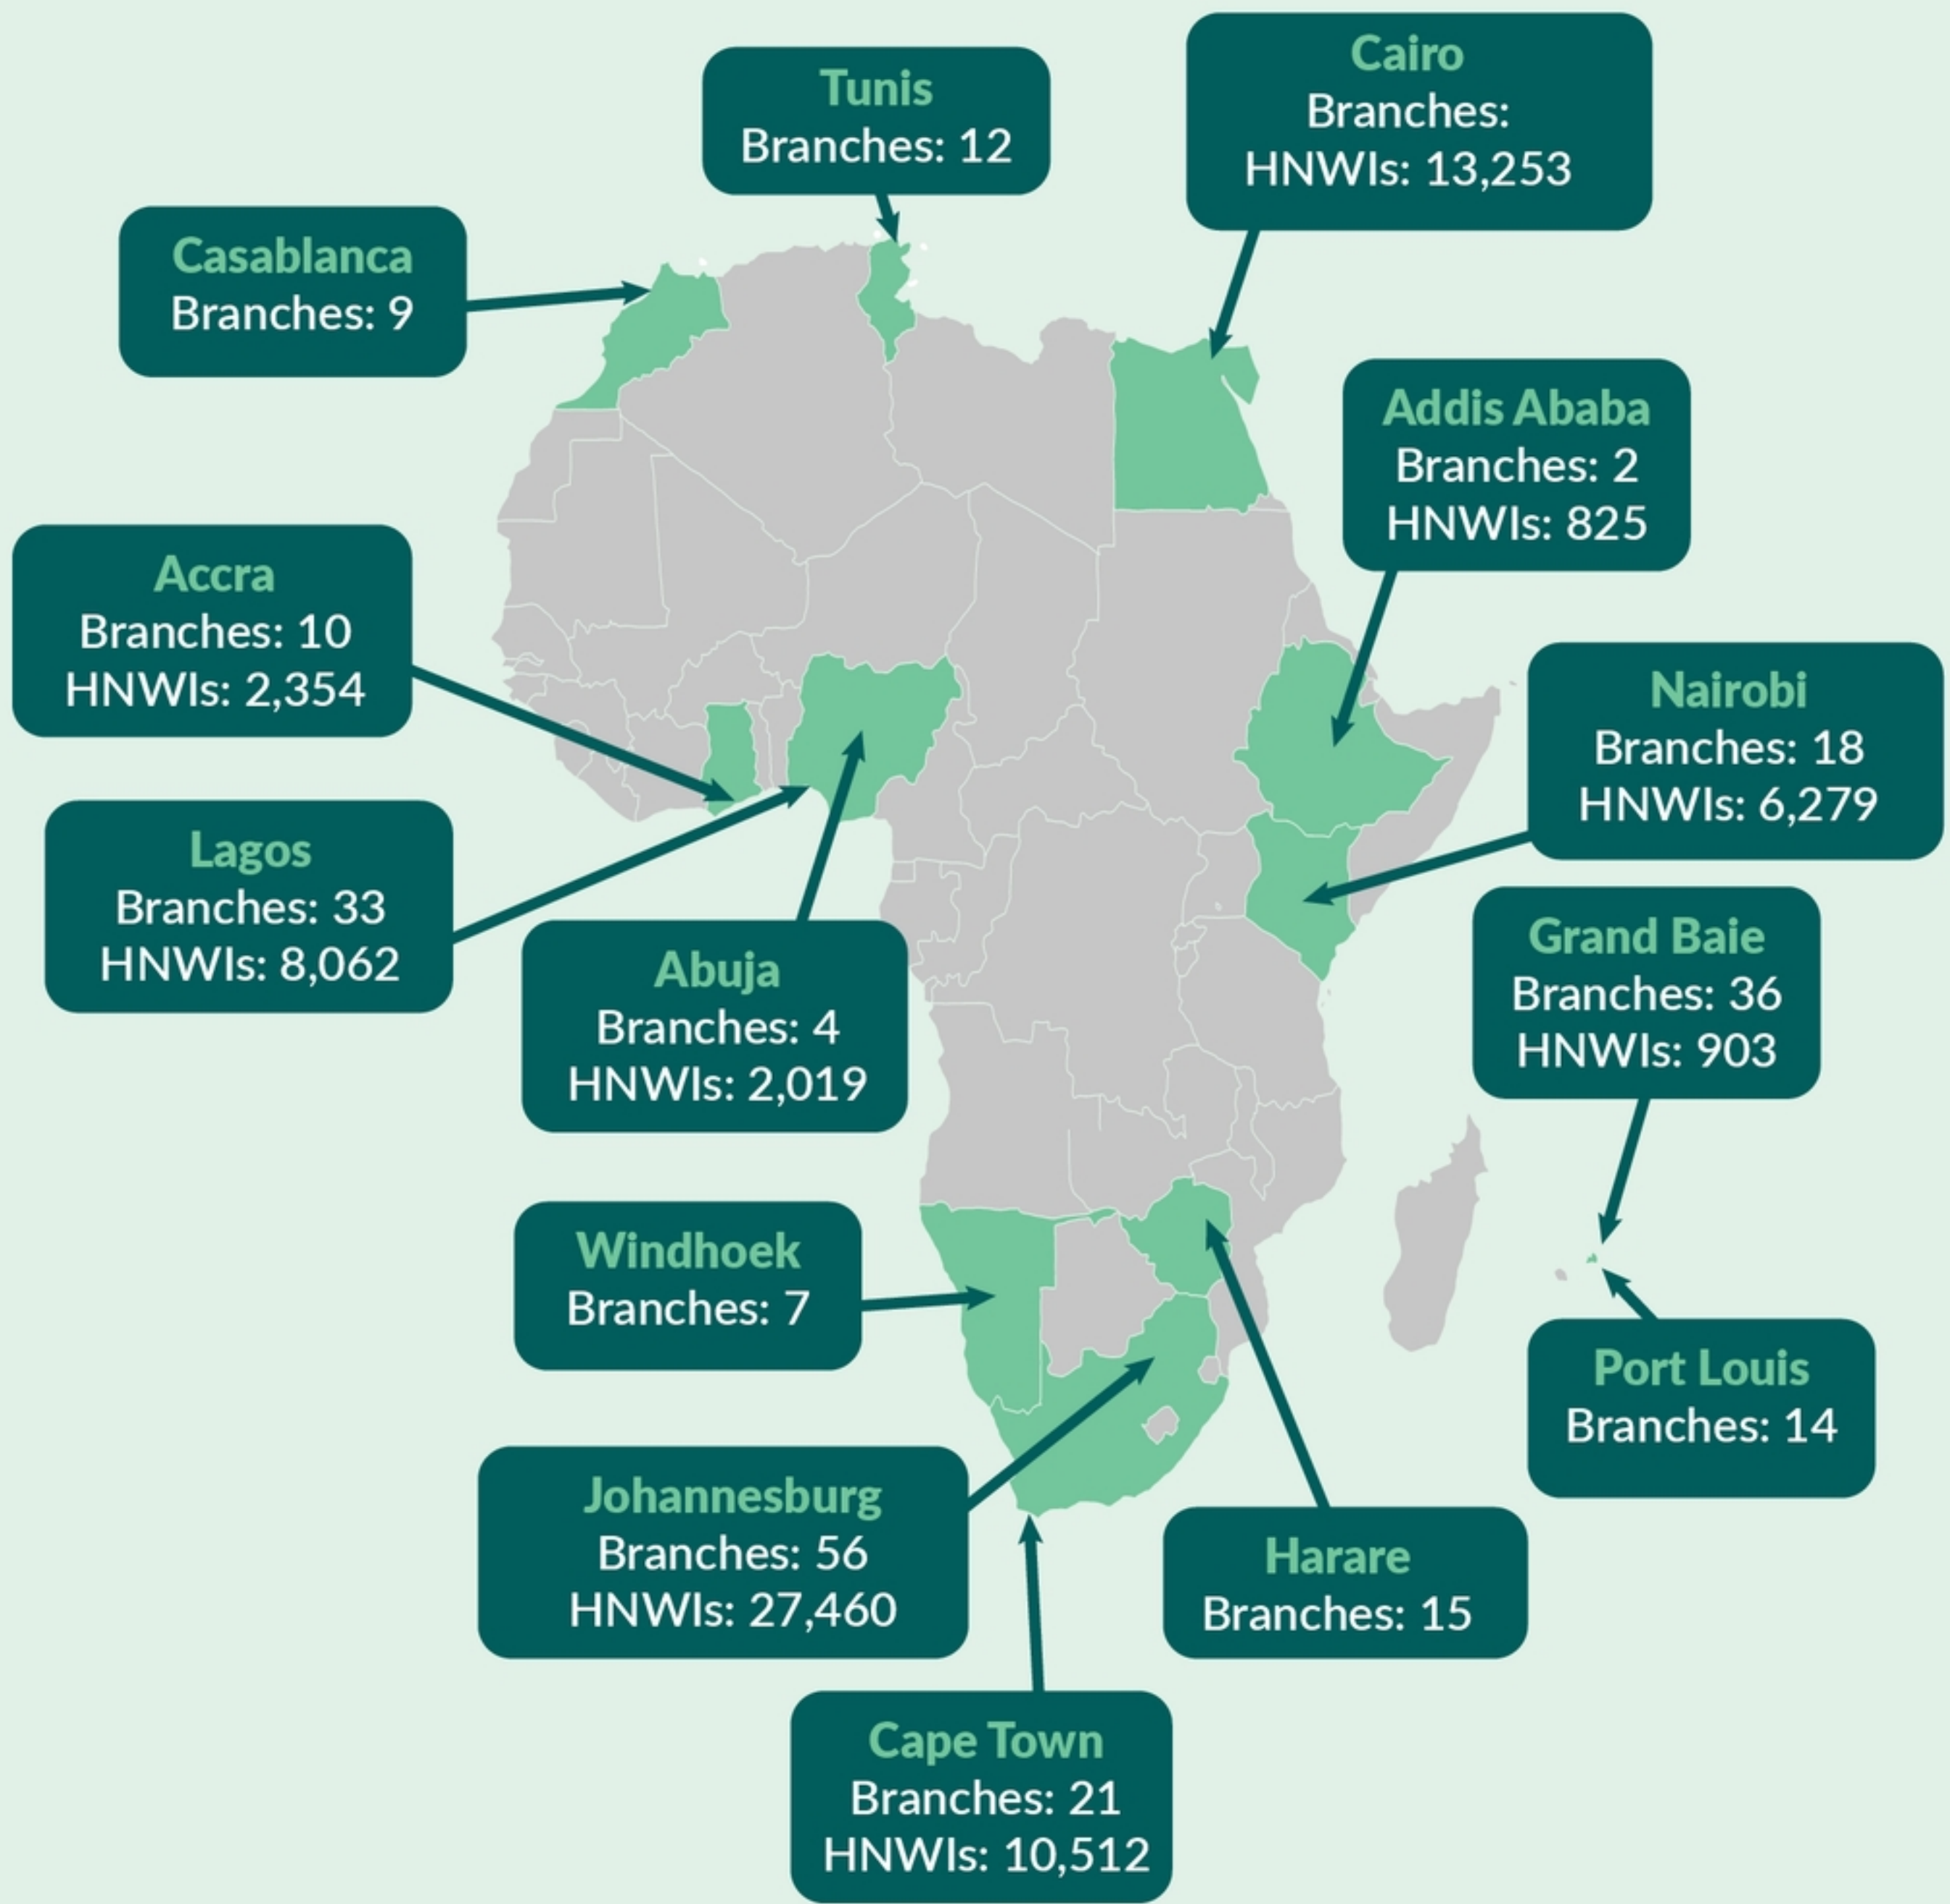 Tunis
Branches: 12
Cairo
Branches:
HNWIs: 13,253
Casablanca
Branches: 9
Addis Ababa
Branches: 2
HNWIs: 825
Accra
Branches: 10
HNWIs: 2,354
Nairobi
Branches: 18
HNWIs: 6,279
Lagos
Branches: 33
HNWIs: 8,062
Abuja
Branches: 4
HNWIs: 2,019
Grand Baie
Branches: 36
HNWIs: 903
Windhoek
Branches: 7
Port Louis
Branches: 14
Johannesburg
Branches: 56
HNWIs: 27,460
Harare
Branches: 15
Cape Town
Branches: 21
HNWIs: 10,512